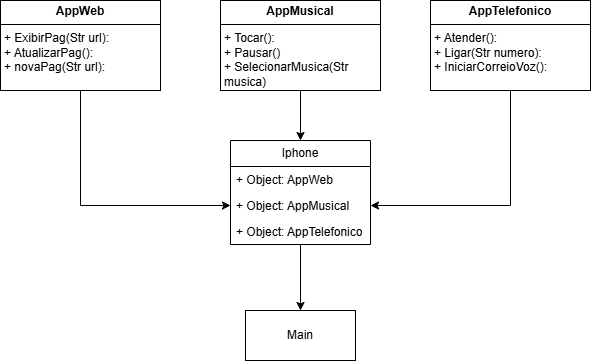 AppWeb
+ ExibirPag(Str url):
+ AtualizarPag():
+ novaPag(Str url):
AppMusical
+ Tocar():
+ Pausar()
+ SelecionarMusica(Str
musica)
AppTelefonico
+ Atender():
+ Ligar(Str numero):
+ IniciarCorreioVoz():
Iphone
+ Object: AppWeb
+ Object: AppMusical
+ Object: AppTelefonico
Main